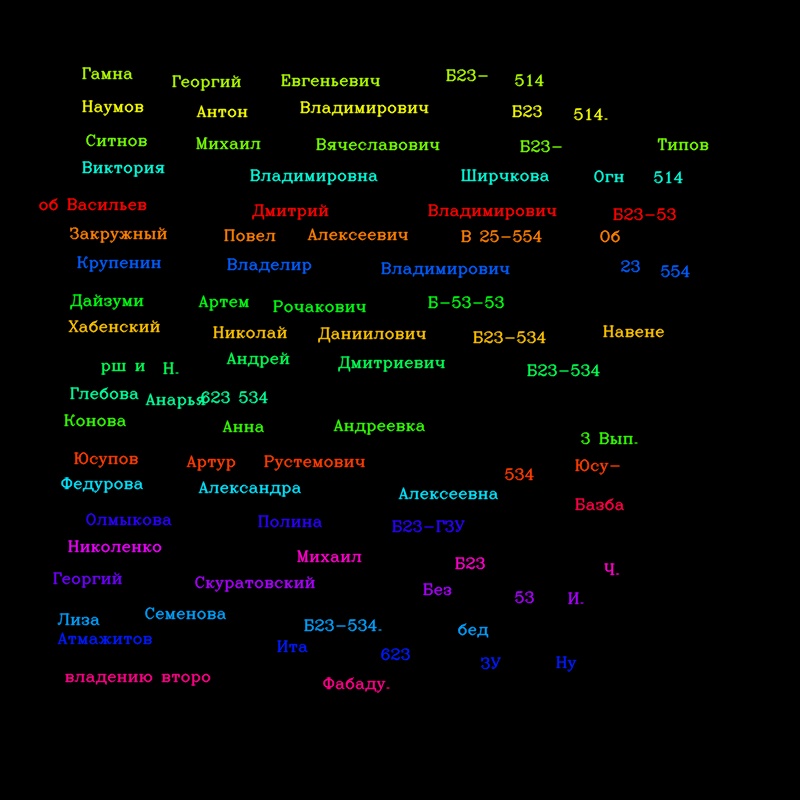 Гамна Георгий Евгеньевич Б23- 514
Наумов Антон Владимирович Б23 514.
Ситнов Михаил Вячеславович Б23- Типов
Виктория Владимировна Ширчкова Огн 514
об Васильев Дмитрий Владимирович Б23-53
Закружный Повел Алексеевич В 25-554 Об
Крупенин Владелир Владимирович 23 554
Дайзуми Артем Рочакович Б-53-53
Хабенский Николай Даниилович Б23-534 Навене
рш и Н. Андрей Дмитриевич Б23-534
Глебова Анарья 623 534
Конова Анна Андреевка 3 Вып.
Юсупов Артур Рустемович 534 Юсу-
Федурова Александра Алексеевна Базба
Олмыкова Полина Б23-ГЗУ
Николенко Михаил Б23 Ч.
Георгий Скуратовский Без 53 И.
Лиза Семенова Б23-534. бед
Атмажитов Ита 623 ЗУ Ну
владению второ Фабаду.